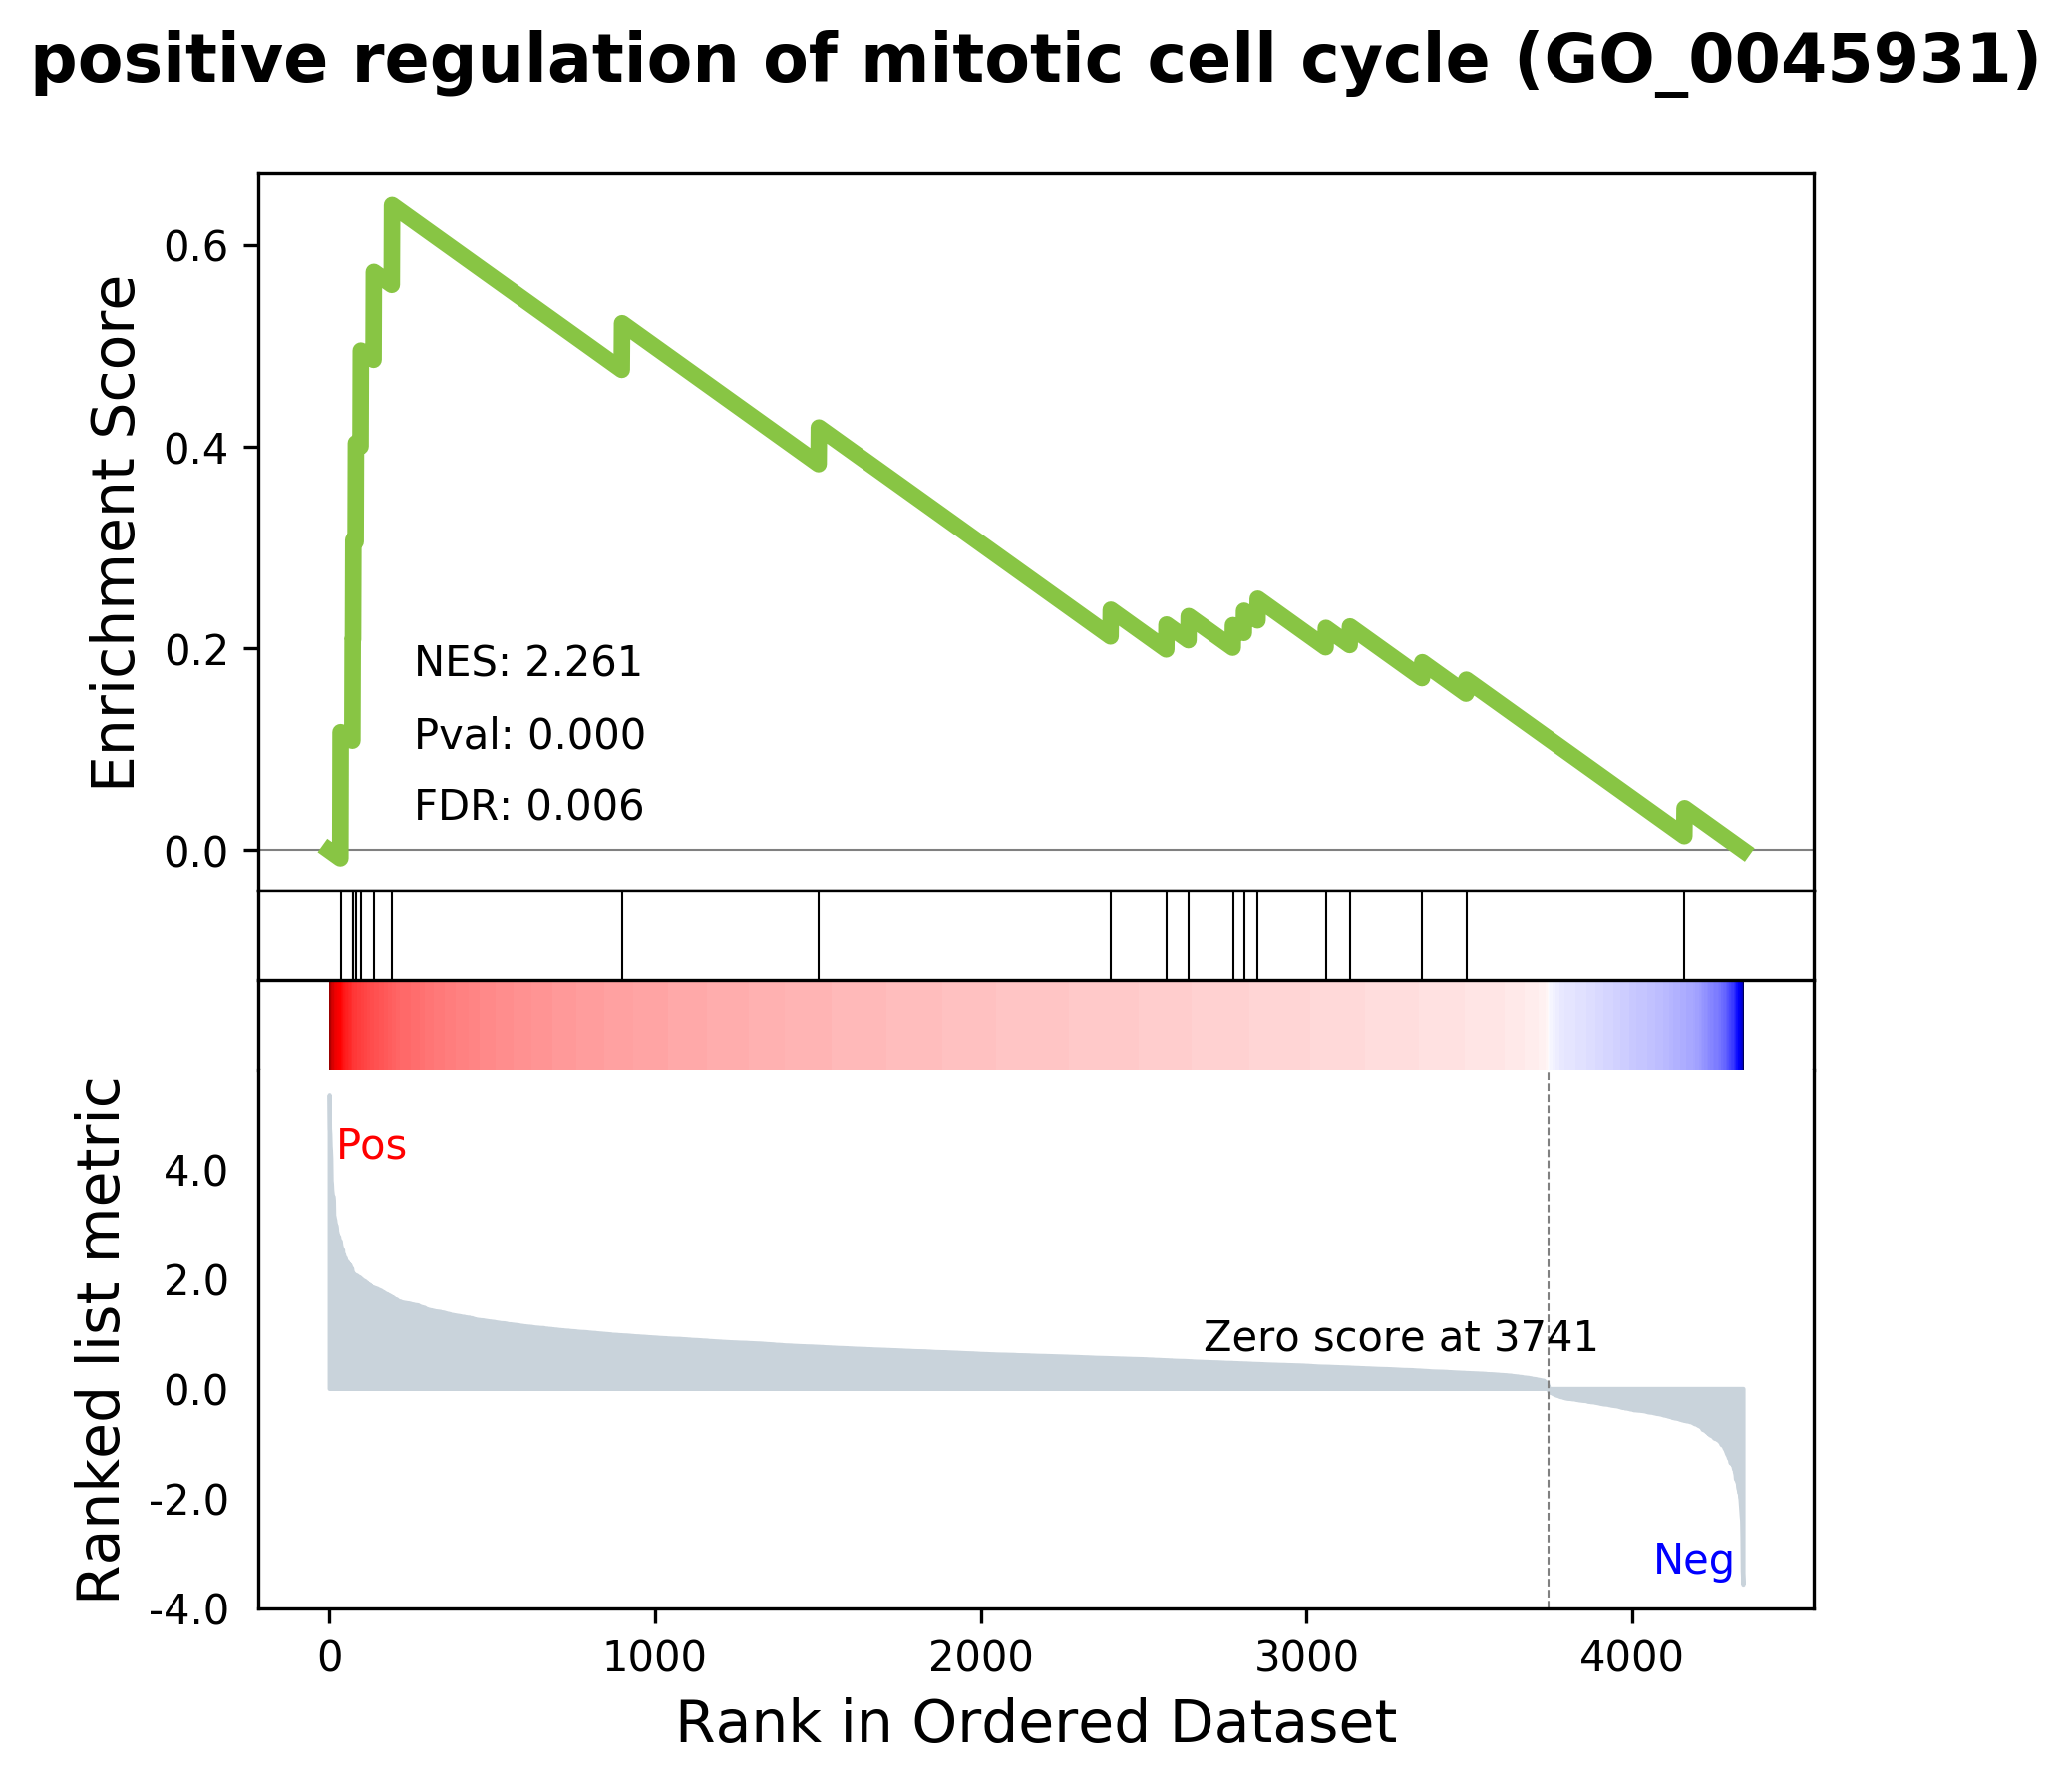 positive regulation of mitotic cell cycle (GO_0045931)
Enrichment Score
0.6
0.4
0.2
0.0
NES: 2.261
Pval: 0.000
FDR: 0.006
Ranked list metric
4.0
2.0
0.0
-2.0
-4.0
Pos
Zero score at 3741
Neg
0 1000 2000 3000 4000
Rank in Ordered Dataset